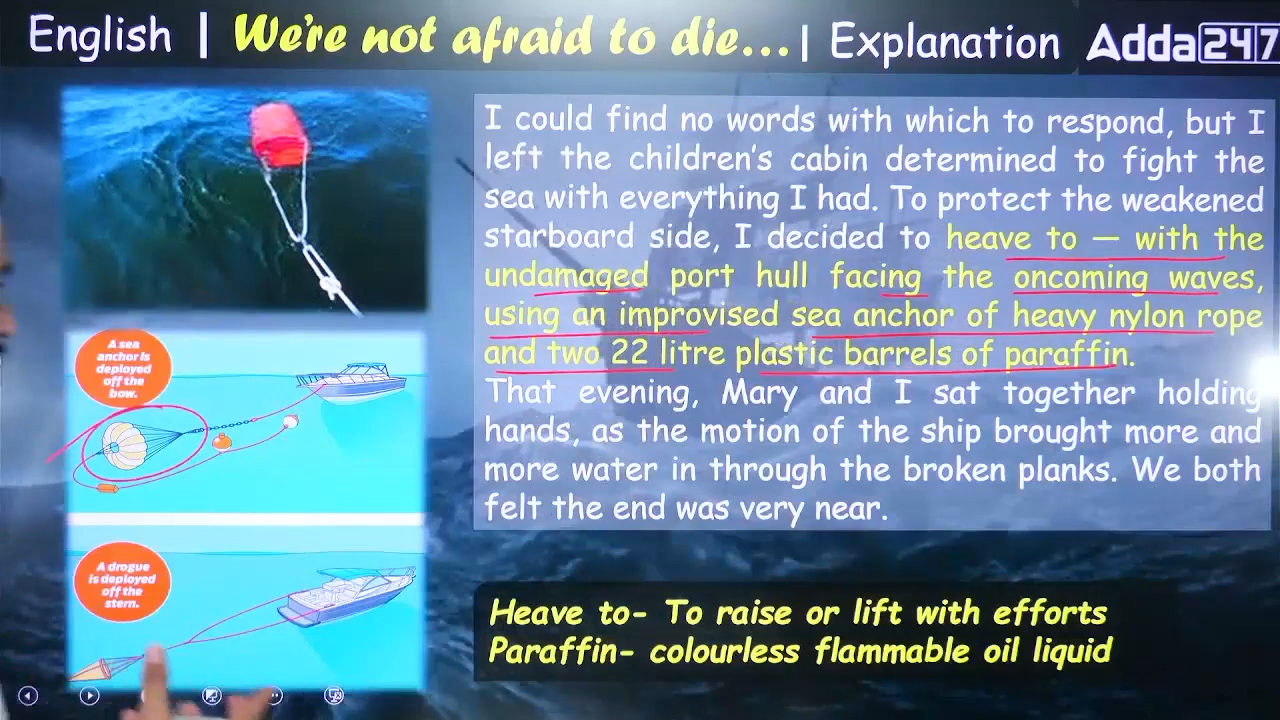 English | We're not afraid to die... | Explanation Adda247
I could find no words with which to respond, but I
left the children's cabin determined to fight the
sea with everything I had. To protect the weakened
starboard side, I decided to heave to — with the
undamaged port hull facing the oncoming waves,
using an improvised sea anchor of heavy nylon rope
and two 22 litre plastic barrels of paraffin.
That evening, Mary and I sat together holding
hands, as the motion of the ship brought more and
more water in through the broken planks. We both
felt the end was very near.
A sea
anchor is
deployed
off the
bow.
A drogue
is deployed
off the
stern.
Heave to- To raise or lift with efforts
Paraffin- colourless flammable oil liquid